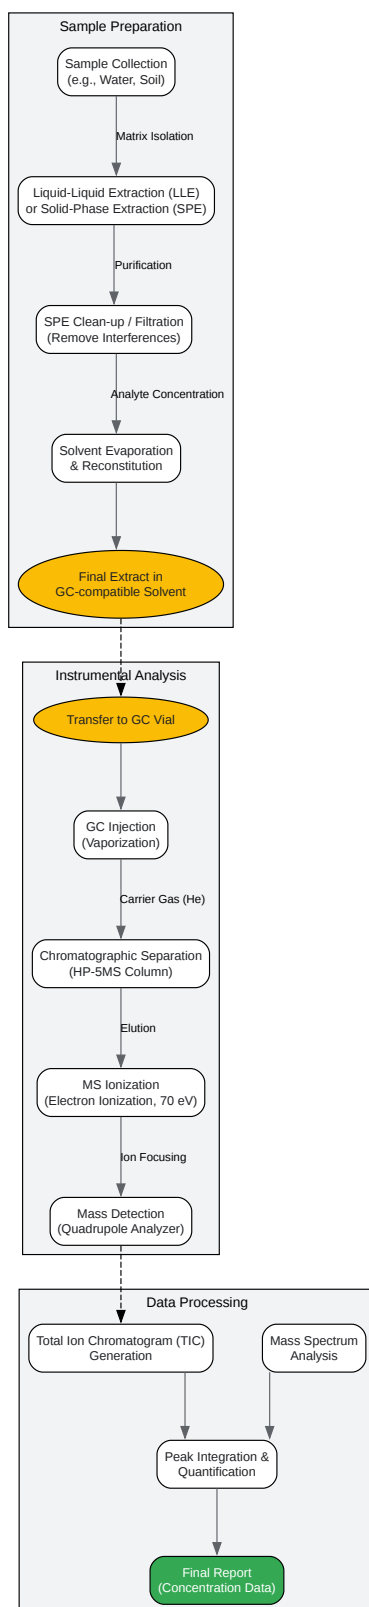 Sample Preparation
Sample Collection
(e.g., Water, Soil)
Matrix Isolation
Liquid-Liquid Extraction (LLE)
or Solid-Phase Extraction (SPE)
Purification
SPE Clean-up / Filtration
(Remove Interferences)
Analyte Concentration
Solvent Evaporation
& Reconstitution
Final Extract in
GC-compatible Solvent
Instrumental Analysis
Transfer to GC Vial
GC Injection
(Vaporization)
Carrier Gas (He)
Chromatographic Separation
(HP-5MS Column)
Elution
MS Ionization
(Electron Ionization, 70 eV)
Ion Focusing
Mass Detection
(Quadrupole Analyzer)
Data Processing
Total Ion Chromatogram (TIC)
Generation
Mass Spectrum
Analysis
Peak Integration &
Quantification
Final Report
(Concentration Data)